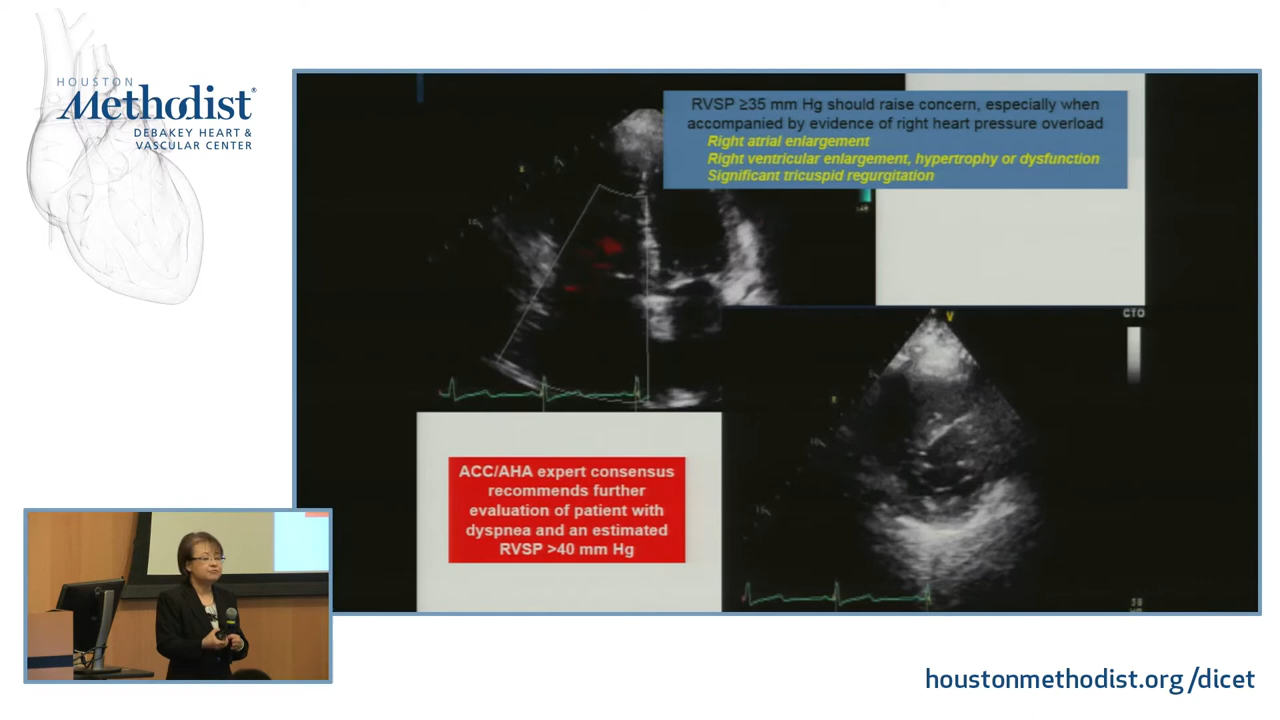 HOUSTON
Methodist®
DEBAKEY HEART &
VASCULAR CENTER
RVSP ≥35 mm Hg should raise concern, especially when
accompanied by evidence of right heart pressure overload
Right atrial enlargement
Right ventricular enlargement, hypertrophy or dysfunction
Significant tricuspid regurgitation
V
ACC/AHA expert consensus
recommends further
evaluation of patient with
dyspnea and an estimated
RVSP >40 mm Hg
houstonmethodist.org/dicet